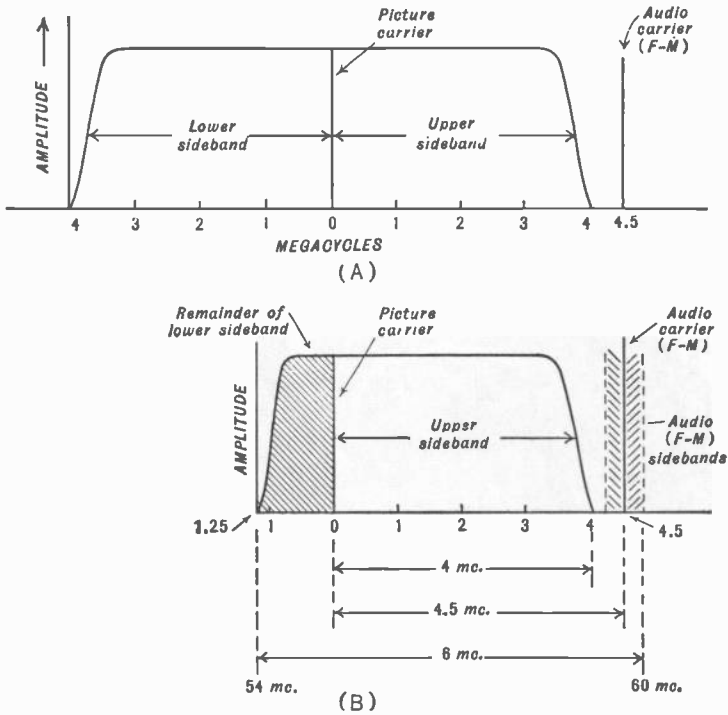 Picture
carrier
Audio
carrier
(F-M)
AMPLITUDE
Lower
sideband
Upper
sideband
4 3 2 1 0 1 2 3 4 4.5
MEGACYCLES
(A)
Remainder of
lower sideband
Picture
carrier
Audio
carrier
(F-M)
AMPLITUDE
Uppsr
sideband
Audio
(F-M)
sidebands
1.25 1 0 1 2 3 4 4.5
4 mc.
4.5 mc.
6 mc.
54 mc. 60 mc.
(B)